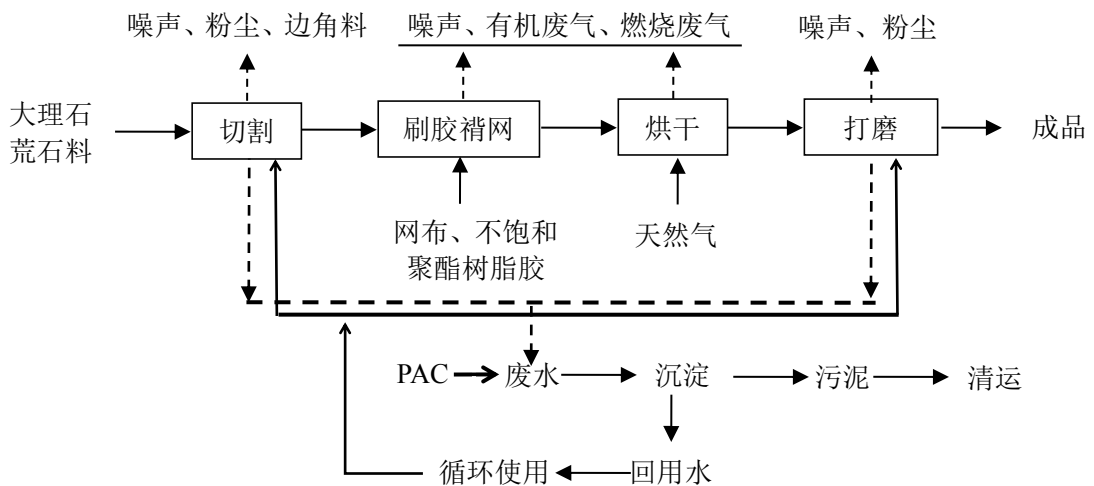 噪声、粉尘、边角料
噪声、有机废气、燃烧废气
噪声、粉尘
大理石
荒石料
切割
刷胶褙网
烘干
打磨
成品
网布、不饱和
聚酯树脂胶
天然气
PAC
废水
沉淀
污泥
清运
循环使用
回用水